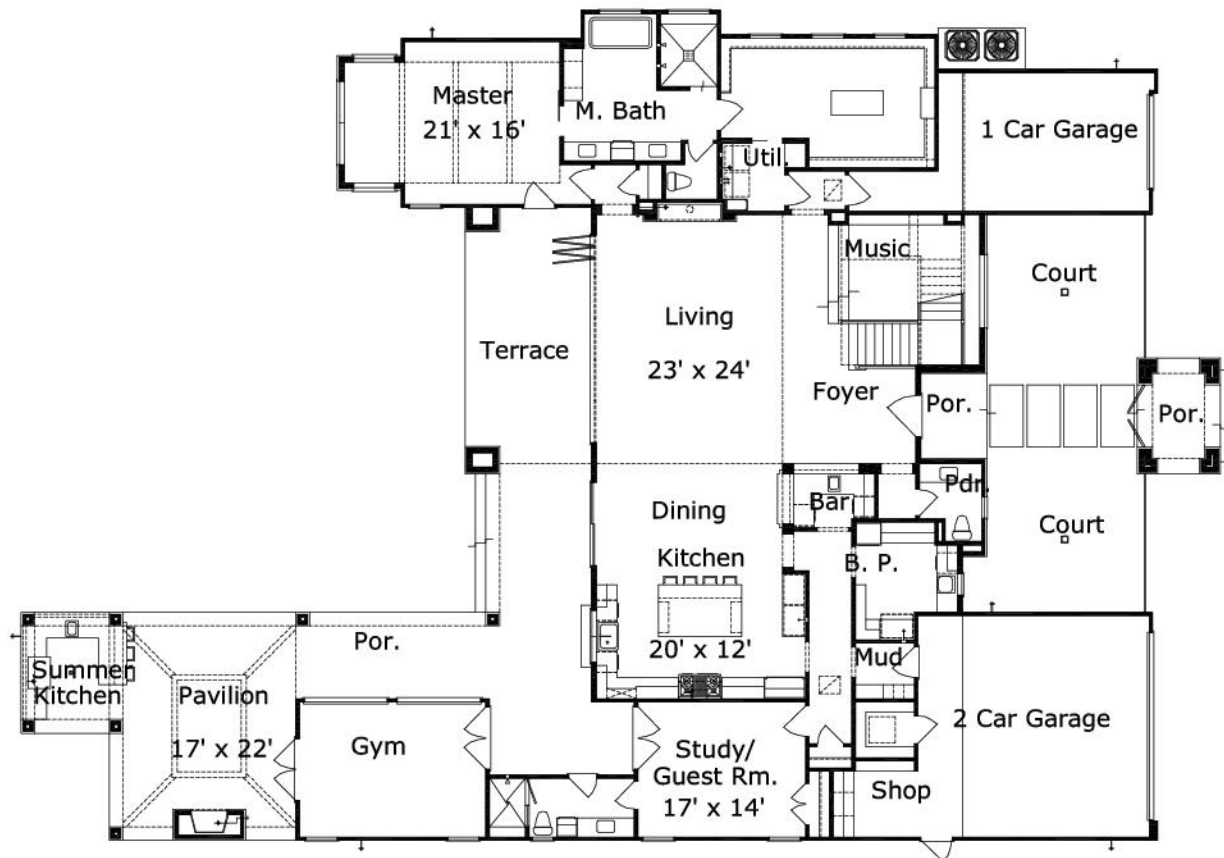 Master
21' x 16'
M. Bath
1 Car Garage
Util.
Music
Court
Living
23' x 24'
Terrace
Foyer
Por.
Por.
Dining
Bar
Pdr.
Court
Kitchen
B. P.
20' x 12'
Por.
Summer
Kitchen
Pavilion
17' x 22'
Mud
Gym
Study/
Guest Rm.
17' x 14'
2 Car Garage
Shop